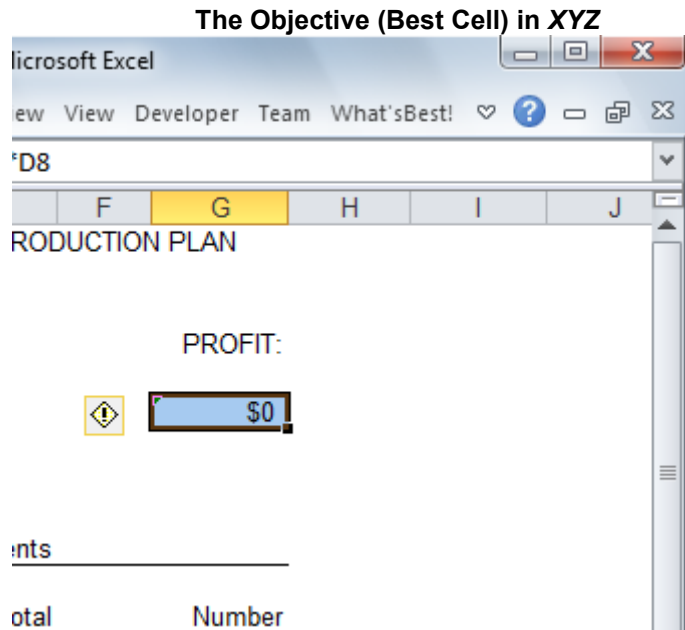 The Objective (Best Cell) in XYZ
licrosoft Excel
ew View Developer Team What'sBest!
*D8
F G H I J
RODUCTION PLAN
PROFIT:
$0
ents
otal Number